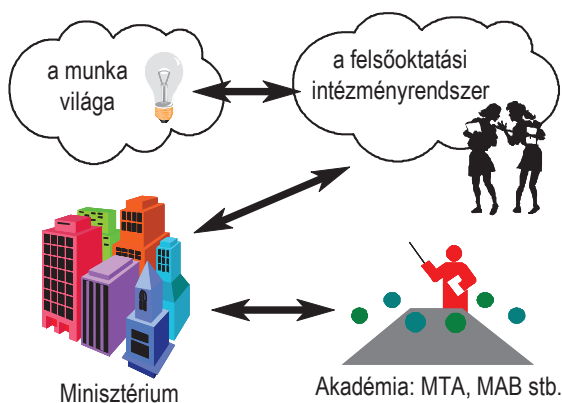 a munka
világa
a felsőoktatási
intézményrendszer
Minisztérium
Akadémia: MTA, MAB stb.